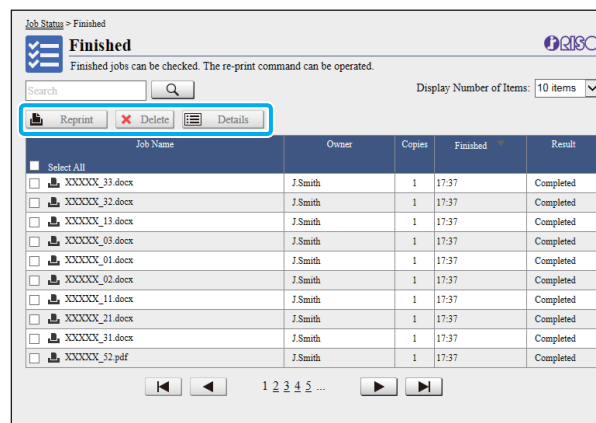 Job Status > Finished
Finished
RISO
Finished jobs can be checked. The re-print command can be operated.
Search
Display Number of Items: 10 items
Reprint Delete Details
Job Name Owner Copies Finished Result
Select All
XXXXX_33.docx J.Smith 1 17:37 Completed
XXXXX_32.docx J.Smith 1 17:37 Completed
XXXXX_13.docx J.Smith 1 17:37 Completed
XXXXX_03.docx J.Smith 1 17:37 Completed
XXXXX_01.docx J.Smith 1 17:37 Completed
XXXXX_02.docx J.Smith 1 17:37 Completed
XXXXX_11.docx J.Smith 1 17:37 Completed
XXXXX_21.docx J.Smith 1 17:37 Completed
XXXXX_31.docx J.Smith 1 17:37 Completed
XXXXX_52.pdf J.Smith 1 17:37 Completed
1 2 3 4 5 ...